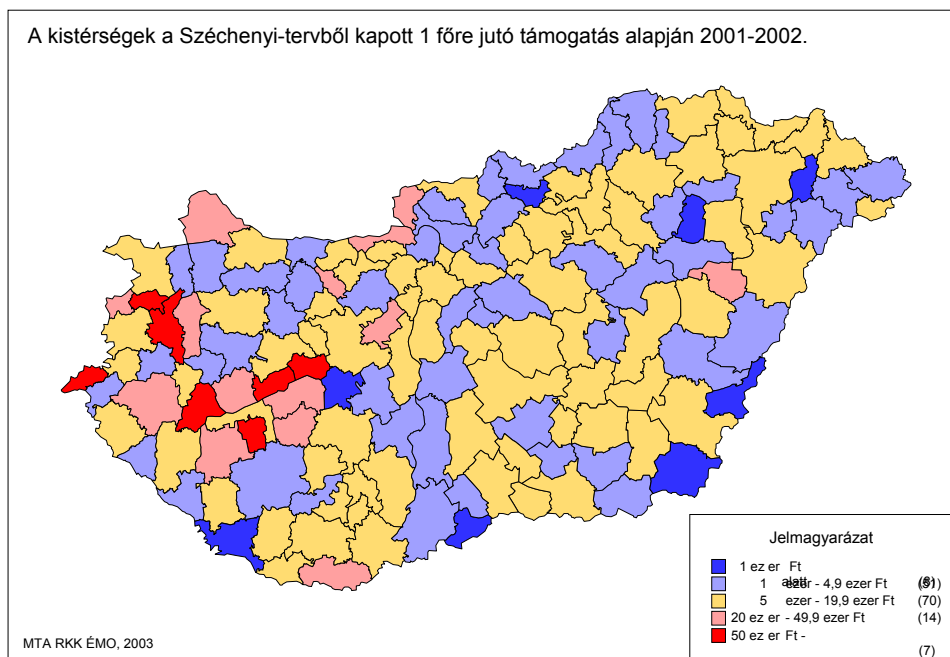 A kistérségek a Széchenyi-tervből kapott 1 főre jutó támogatás alapján 2001-2002.
Jelmagyarázat
1 ez er Ft
alatt
1 ezer - 4,9 ezer Ft
5 ezer - 19,9 ezer Ft (70)
20 ez er - 49,9 ezer Ft (14)
50 ez er Ft -
(7)
MTA RKK ÉMO, 2003